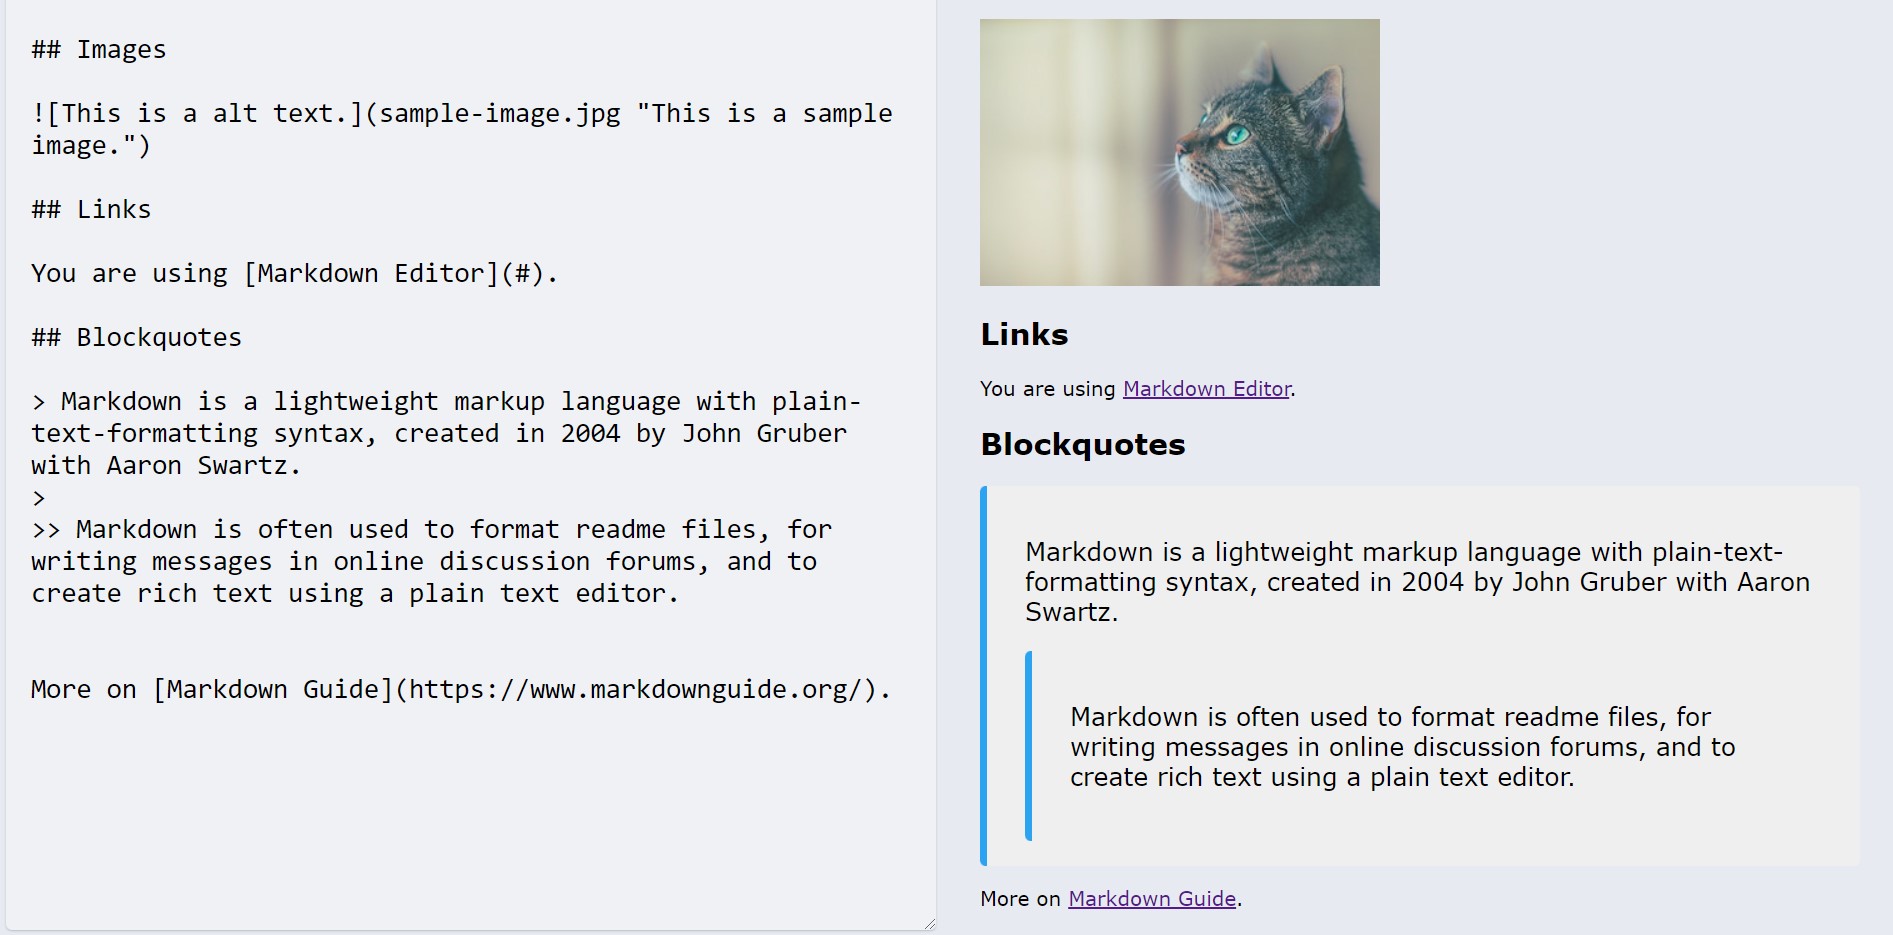 ## Images
![This is a alt text.](sample-image.jpg "This is a sample
image.")
## Links
You are using [Markdown Editor](#).
## Blockquotes
> Markdown is a lightweight markup language with plain-
text-formatting syntax, created in 2004 by John Gruber
with Aaron Swartz.
>
>> Markdown is often used to format readme files, for
writing messages in online discussion forums, and to
create rich text using a plain text editor.
More on [Markdown Guide](https://www.markdownguide.org/).
Links
You are using Markdown Editor.
Blockquotes
Markdown is a lightweight markup language with plain-text-
formatting syntax, created in 2004 by John Gruber with Aaron
Swartz.
Markdown is often used to format readme files, for
writing messages in online discussion forums, and to
create rich text using a plain text editor.
More on Markdown Guide.